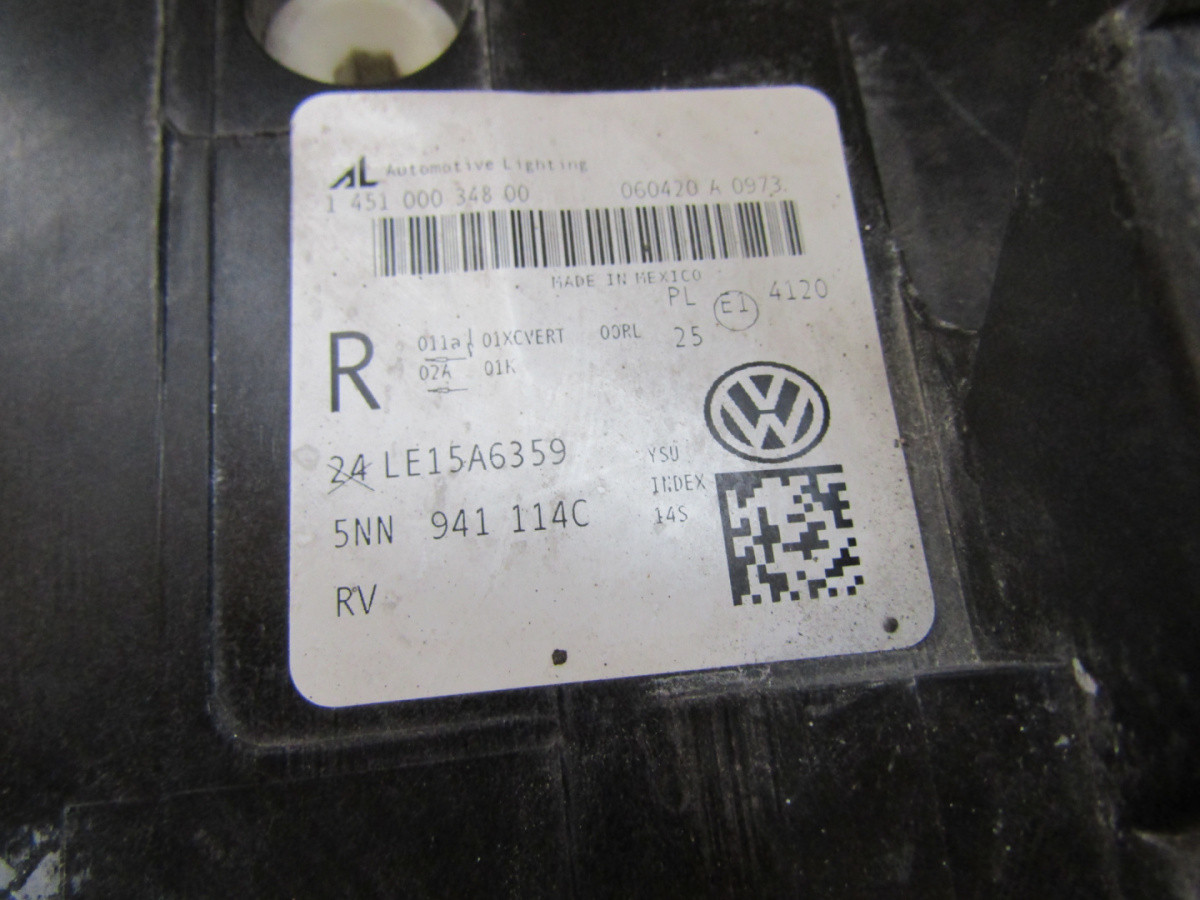 AL Automotive Lighting
1 451 000 348 00 060420 A 0973
MADE IN MEXICO
PL E1 4120
R 011a 01XCVERT 00RL 25
02A 01K
24 LE15A6359 YSU
INDEX
5NN 941 114C 14S
RV